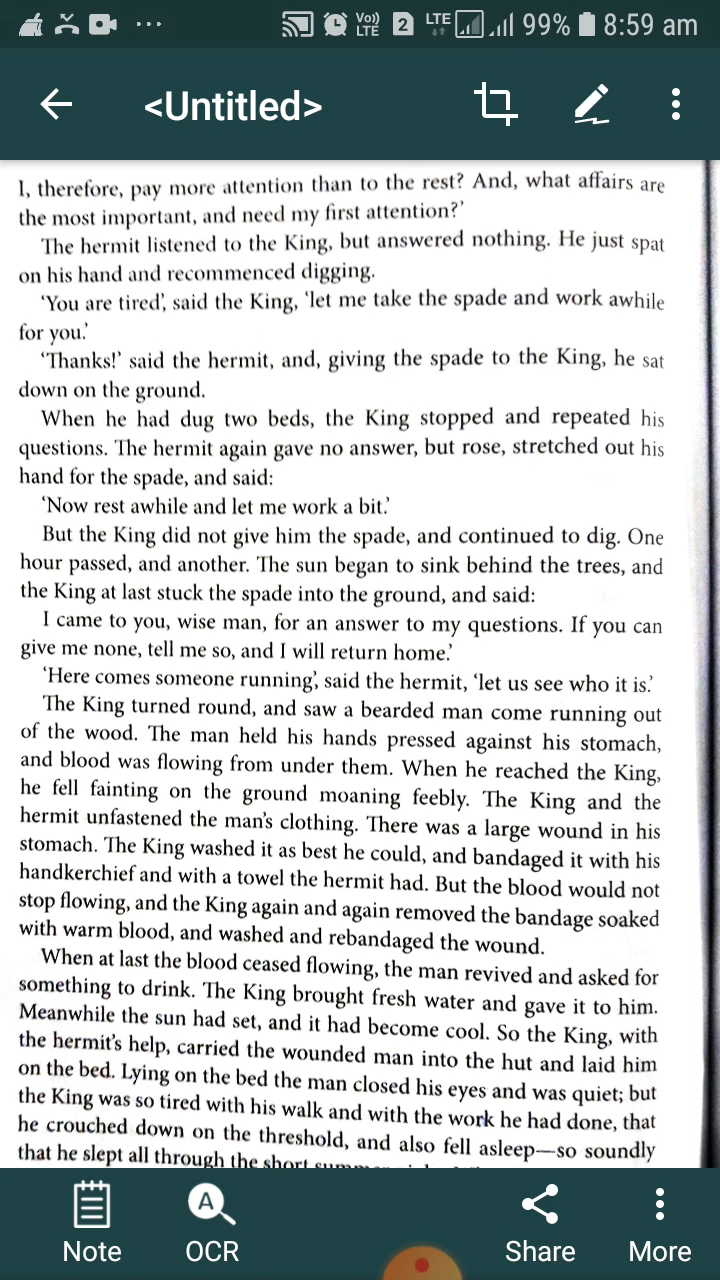 Vo))
LTE 2 LTE 99% 8:59 am
<Untitled>
I, therefore, pay more attention than to the rest? And, what affairs are
the most important, and need my first attention?'
The hermit listened to the King, but answered nothing. He just spat
on his hand and recommenced digging.
'You are tired', said the King, 'let me take the spade and work awhile
for you.'
'Thanks!' said the hermit, and, giving the spade to the King, he sat
down on the ground.
When he had dug two beds, the King stopped and repeated his
questions. The hermit again gave no answer, but rose, stretched out his
hand for the spade, and said:
'Now rest awhile and let me work a bit.'
But the King did not give him the spade, and continued to dig. One
hour passed, and another. The sun began to sink behind the trees, and
the King at last stuck the spade into the ground, and said:
I came to you, wise man, for an answer to my questions. If you can
give me none, tell me so, and I will return home.'
'Here comes someone running', said the hermit, 'let us see who it is.'
The King turned round, and saw a bearded man come running out
of the wood. The man held his hands pressed against his stomach,
and blood was flowing from under them. When he reached the King,
he fell fainting on the ground moaning feebly. The King and the
hermit unfastened the man's clothing. There was a large wound in his
stomach. The King washed it as best he could, and bandaged it with his
handkerchief and with a towel the hermit had. But the blood would not
stop flowing, and the King again and again removed the bandage soaked
with warm blood, and washed and rebandaged the wound.
When at last the blood ceased flowing, the man revived and asked for
something to drink. The King brought fresh water and gave it to him.
Meanwhile the sun had set, and it had become cool. So the King, with
the hermit's help, carried the wounded man into the hut and laid him
on the bed. Lying on the bed the man closed his eyes and was quiet; but
the King was so tired with his walk and with the work he had done, that
he crouched down on the threshold, and also fell asleep—so soundly
that he slept all through the short
Note OCR Share More